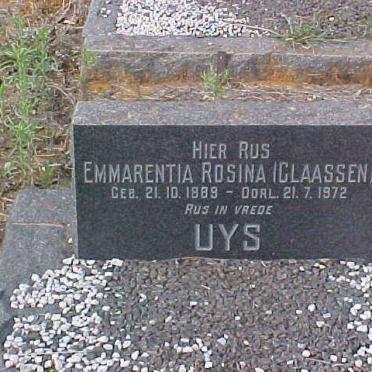 HIER RUS
EMMARENTIA ROSINA (CLAASSEN)
GEB. 21.10.1889 - OORL. 21.7.1972
RUS IN VREDE
UYS